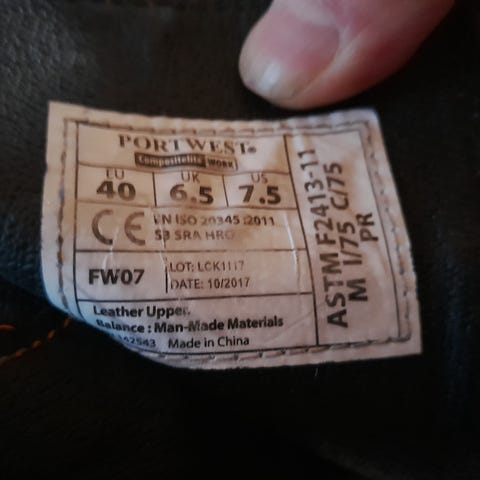 PORTWEST®
Compositelite WORK
EU UK US
40 6.5 7.5
CE EN ISO 20345:2011
S3 SRA HRO
FW07 LOT: LCK1117
DATE: 10/2017
Leather Upper.
Balance : Man-Made Materials
42543 Made in China
ASTM F2413-11
M I/75 C/75
PR